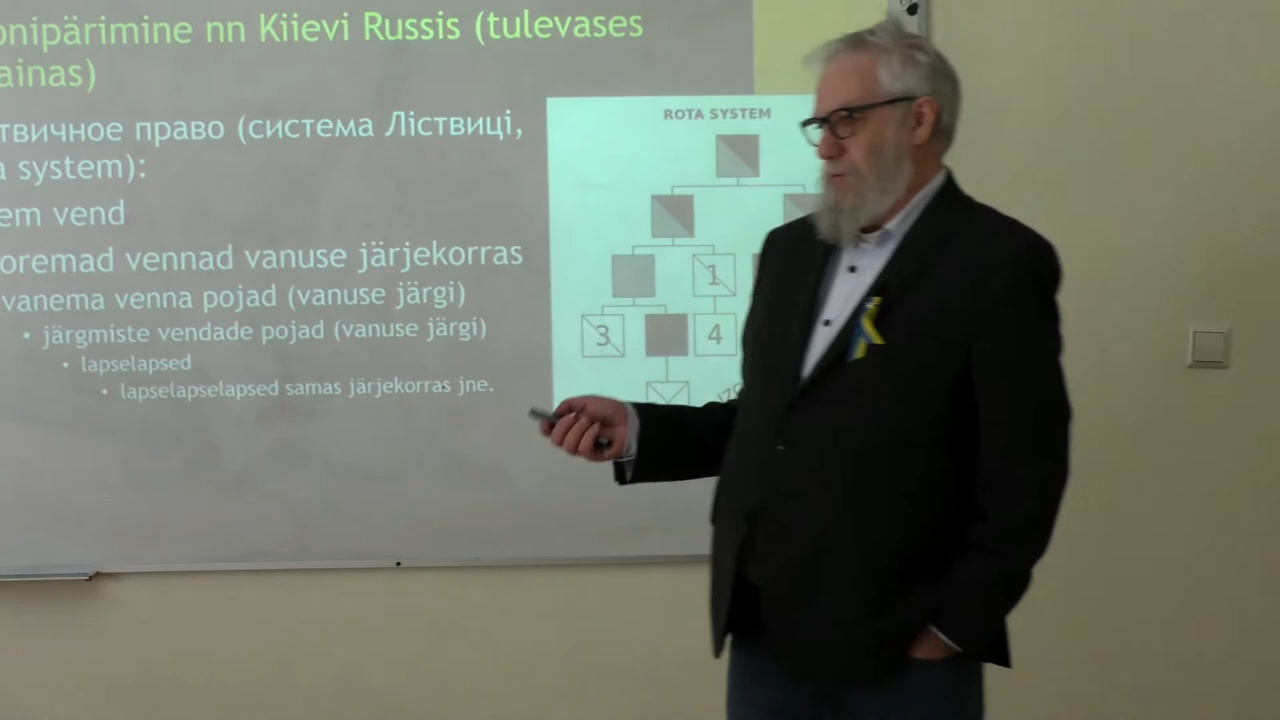 onipärimine nn Kiievi Russis (tulevases
ainas)
твичное право (система Ліствиці,
a system):
em vend
oremad vennad vanuse järjekorras
vanema venna pojad (vanuse järgi)
• järgmiste vendade pojad (vanuse järgi)
• lapselapsed
• lapselapselapsed samas järjekorras jne.
ROTA SYSTEM
1
3
4